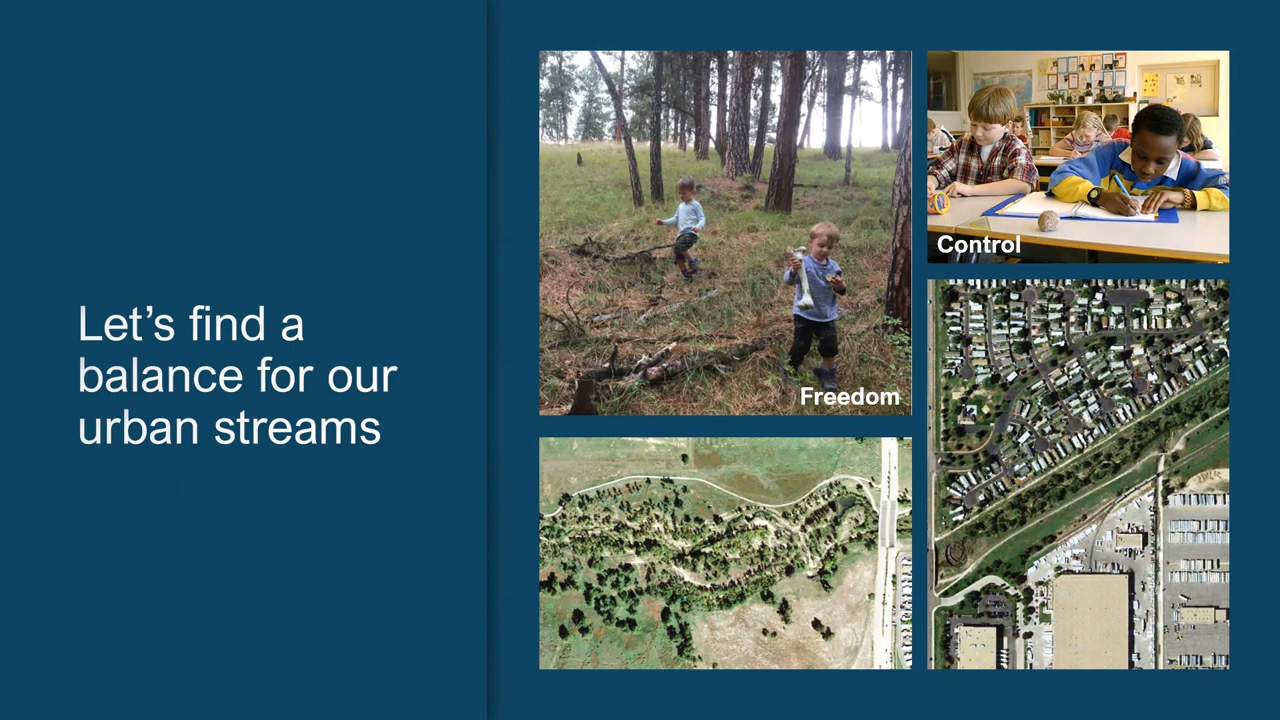 Let’s find a
balance for our
urban streams
Freedom
Control